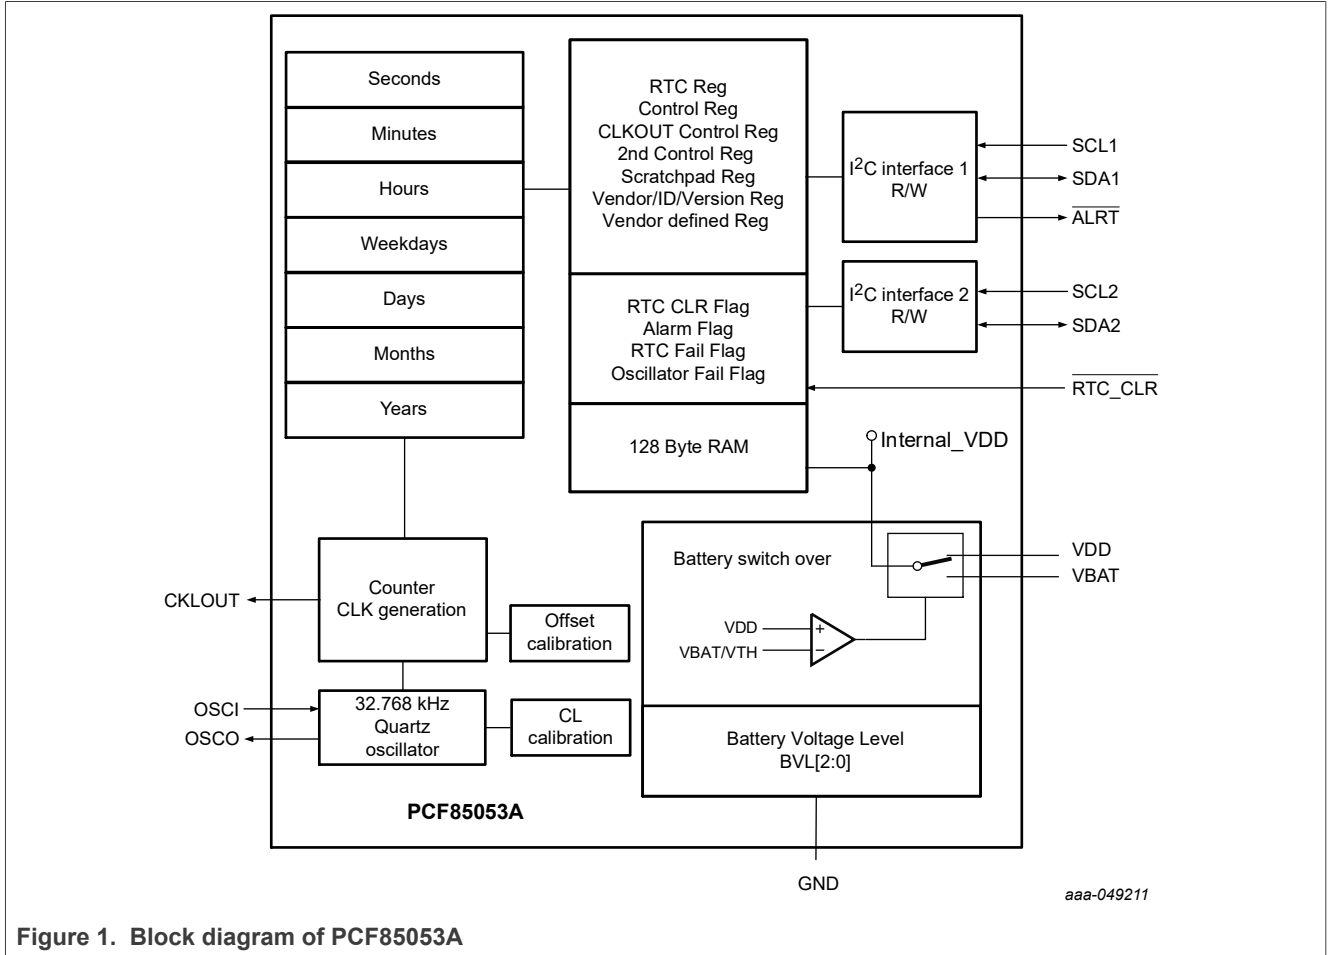 Seconds
Minutes
Hours
Weekdays
Days
Months
Years
RTC Reg
Control Reg
CLKOUT Control Reg
2nd Control Reg
Scratchpad Reg
Vendor/ID/Version Reg
Vendor defined Reg
RTC CLR Flag
Alarm Flag
RTC Fail Flag
Oscillator Fail Flag
128 Byte RAM
I2C interface 1
R/W
SCL1
SDA1
ALRT
I2C interface 2
R/W
SCL2
SDA2
RTC_CLR
Internal_VDD
Battery switch over
VDD
VBAT
VDD
+
VBAT/VTH
−
Battery Voltage Level
BVL[2:0]
GND
CKLOUT
Counter
CLK generation
Offset
calibration
OSCI
OSCO
32.768 kHz
Quartz
oscillator
CL
calibration
PCF85053A
aaa-049211
Figure 1. Block diagram of PCF85053A